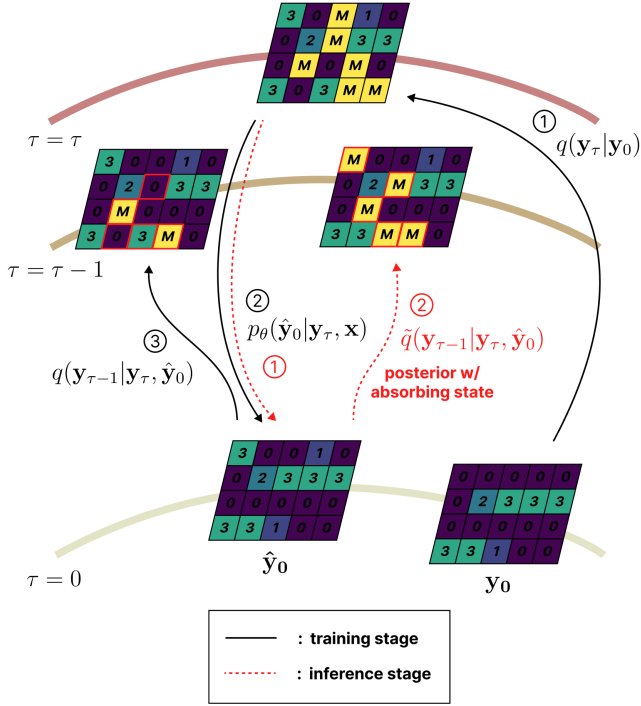 3 0 M 1 0
0 2 M 3 3
0 M 0 M 0
3 0 3 M M
①
q(y_τ|y_0)
τ = τ
3 0 0 1 0
0 2 0 3 3
0 M 0 0
3 0 3 M 0
M 0 0 1 0
0 2 M 3 3
0 M 0 0 0
3 3 M M 0
τ = τ − 1
②
p_θ(ŷ_0|y_τ, x)
①
②
q̃(y_{τ−1}|y_τ, ŷ_0)
posterior w/
absorbing state
③
q(y_{τ−1}|y_τ, ŷ_0)
3 0 0 1 0
0 2 3 3 3
0 0 0 0 0
3 3 1 0 0
ŷ_0
0 0 0 0 0
0 2 3 3 3
0 0 0 0 0
3 3 1 0 0
y_0
τ = 0
: training stage
: inference stage